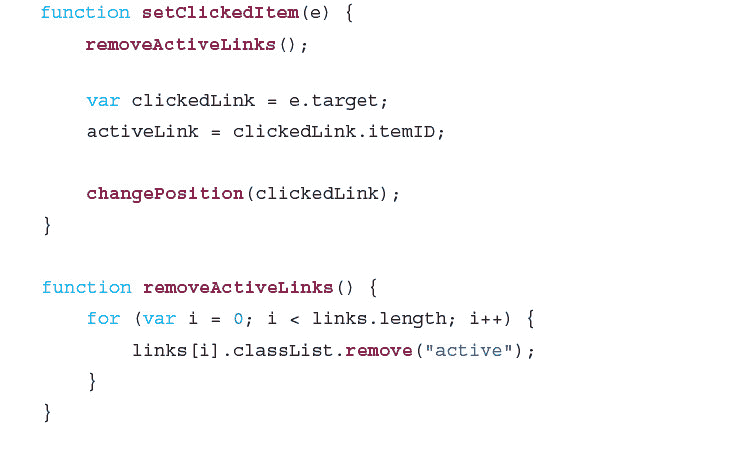 function setClickedItem(e) {
    removeActiveLinks();

    var clickedLink = e.target;
    activeLink = clickedLink.itemID;

    changePosition(clickedLink);
}

function removeActiveLinks() {
    for (var i = 0; i < links.length; i++) {
        links[i].classList.remove("active");
    }
}